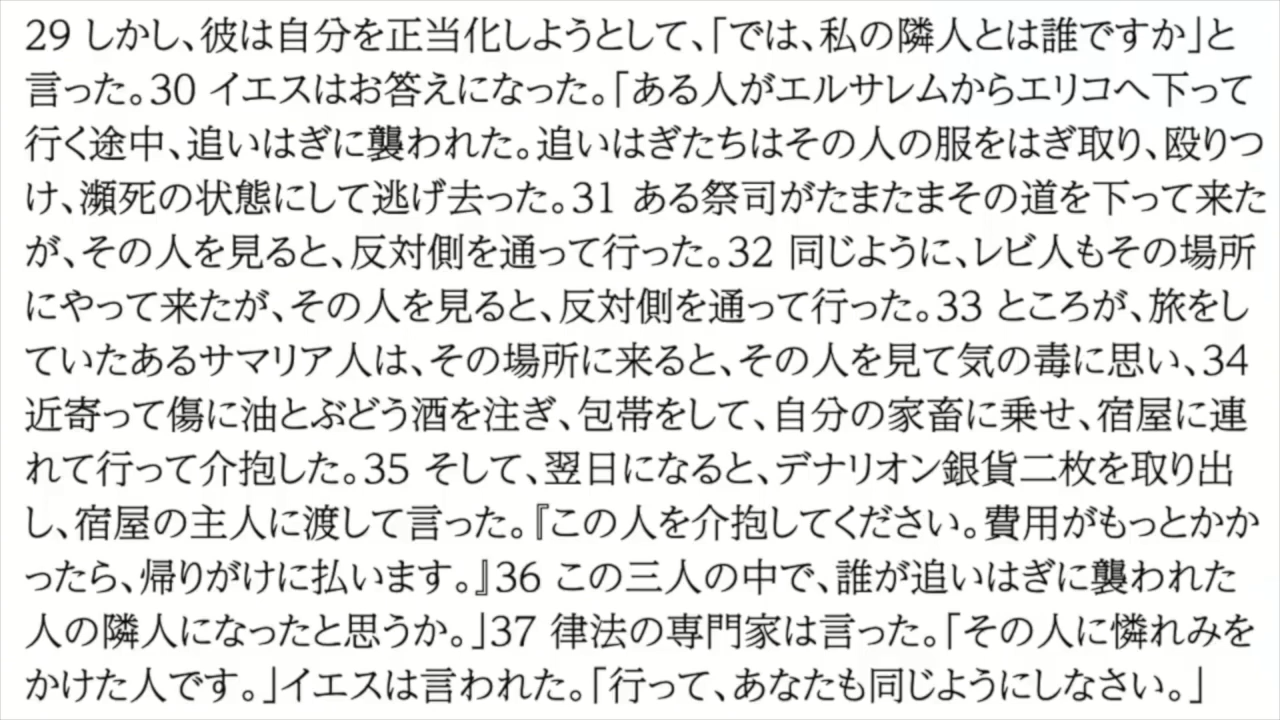 29 しかし、彼は自分を正当化しようとして、「では、私の隣人とは誰ですか」と
言った。30 イエスはお答えになった。「ある人がエルサレムからエリコへ下って
行く途中、追いはぎに襲われた。追いはぎたちはその人の服をはぎ取り、殴りつ
け、瀕死の状態にして逃げ去った。31 ある祭司がたまたまその道を下って来た
が、その人を見ると、反対側を通って行った。32 同じように、レビ人もその場所
にやって来たが、その人を見ると、反対側を通って行った。33 ところが、旅をし
ていたあるサマリア人は、その場所に来ると、その人を見て気の毒に思い、34
近寄って傷に油とぶどう酒を注ぎ、包帯をして、自分の家畜に乗せ、宿屋に連
れて行って介抱した。35 そして、翌日になると、デナリオン銀貨二枚を取り出
し、宿屋の主人に渡して言った。『この人を介抱してください。費用がもっとかか
ったら、帰りがけに払います。』36 この三人の中で、誰が追いはぎに襲われた
人の隣人になったと思うか。」37 律法の専門家は言った。「その人に憐れみを
かけた人です。」イエスは言われた。「行って、あなたも同じようにしなさい。」